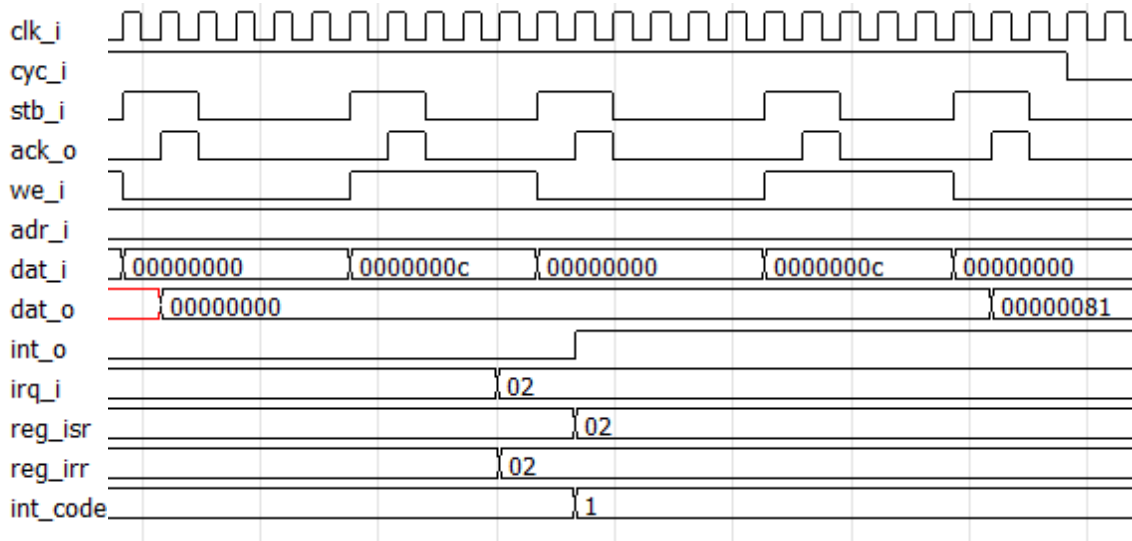 clk_i
cyc_i
stb_i
ack_o
we_i
adr_i
dat_i 00000000 0000000c 00000000 0000000c 00000000
dat_o 00000000 00000081
int_o
irq_i 02
reg_isr 02
reg_irr 02
int_code 1